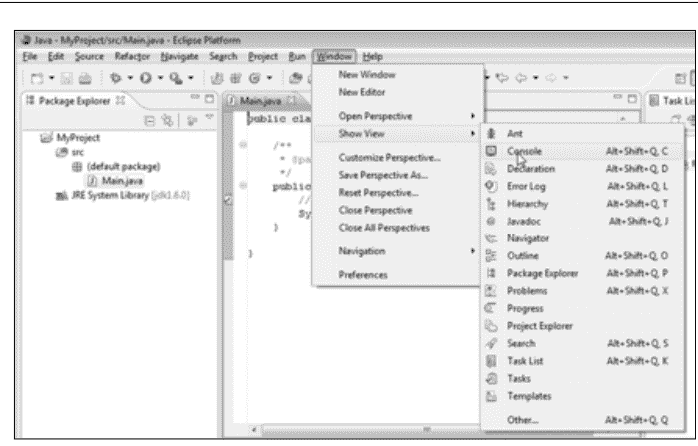 Java - MyProject/src/Main.java - Eclipse Platform
File Edit Source Refactor Navigate Search Project Run Window Help
Package Explorer
MyProject
src
(default package)
Main.java
JRE System Library [jdk1.6.0]
Main.java
public cla
/**
*/
public
//
Sy
}
}
New Window
New Editor
Open Perspective
Show View
Customize Perspective...
Save Perspective As...
Reset Perspective...
Close Perspective
Close All Perspectives
Navigation
Preferences
Ant
Console Alt+Shift+Q, C
Declaration Alt+Shift+Q, D
Error Log Alt+Shift+Q, L
Hierarchy Alt+Shift+Q, T
Javadoc Alt+Shift+Q, J
Navigator
Outline Alt+Shift+Q, O
Package Explorer Alt+Shift+Q, P
Problems Alt+Shift+Q, X
Progress
Project Explorer
Search Alt+Shift+Q, S
Task List Alt+Shift+Q, K
Tasks
Templates
Other... Alt+Shift+Q, Q
Task Li